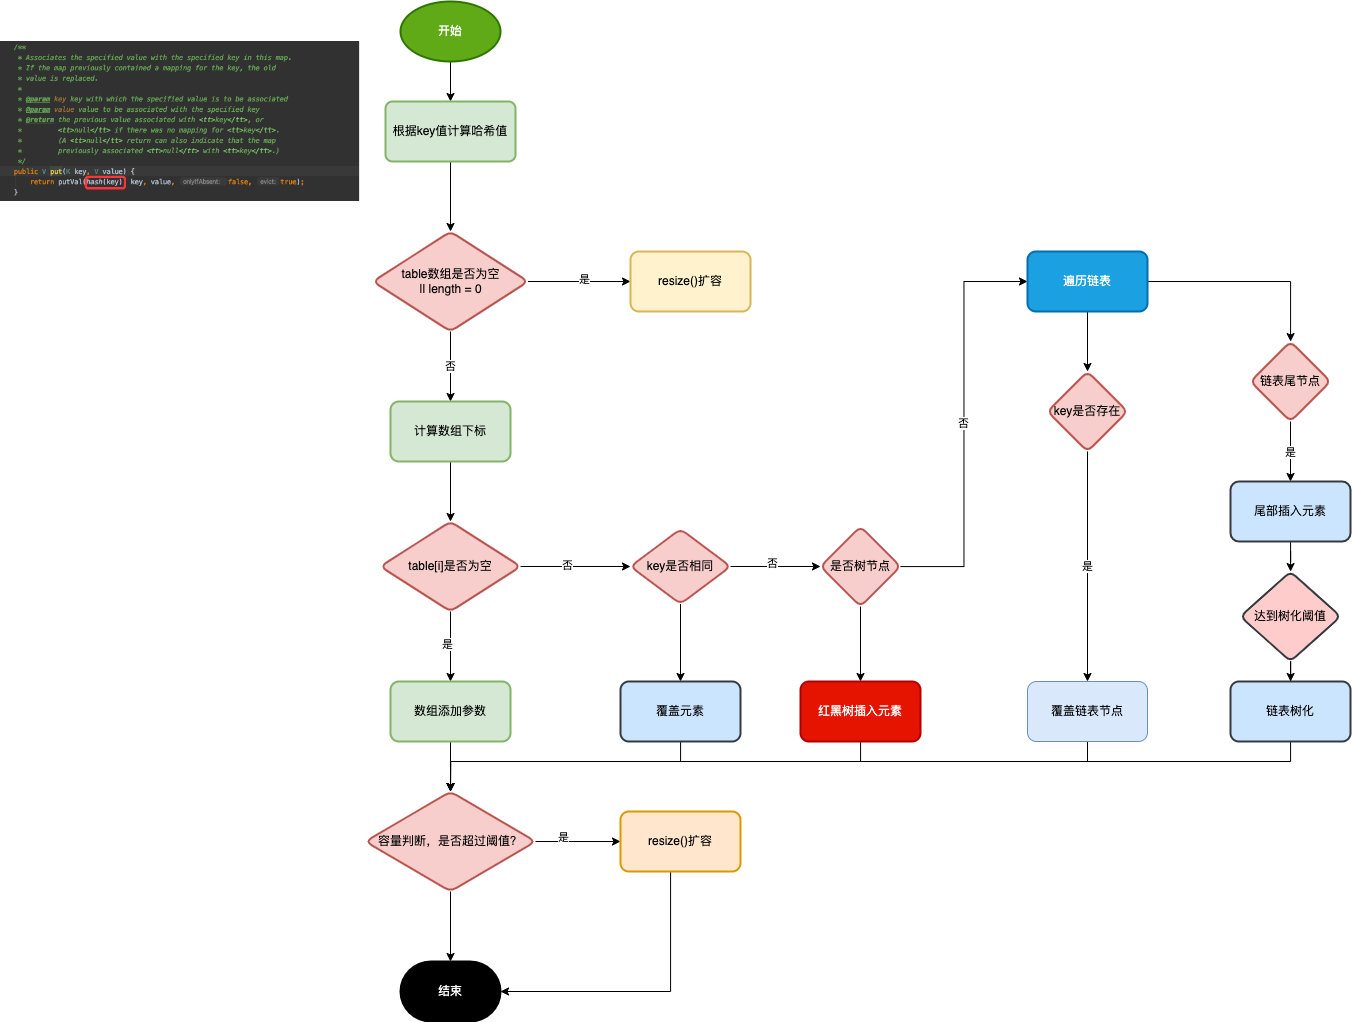 开始
/**
* Associates the specified value with the specified key in this map.
* If the map previously contained a mapping for the key, the old
* value is replaced.
*
* @param key key with which the specified value is to be associated
* @param value value to be associated with the specified key
* @return the previous value associated with <tt>key</tt>, or
* <tt>null</tt> if there was no mapping for <tt>key</tt>.
* (A <tt>null</tt> return can also indicate that the map
* previously associated <tt>null</tt> with <tt>key</tt>.)
*/
public V put(K key, V value) {
return putVal(hash(key), key, value, onlyIfAbsent: false, evict: true);
}
根据key值计算哈希值
table数组是否为空
|| length = 0
是
resize()扩容
遍历链表
否
计算数组下标
key是否存在
链表尾节点
否
是
尾部插入元素
table[i]是否为空
否
key是否相同
否
是否树节点
是
达到树化阈值
是
数组添加参数
覆盖元素
红黑树插入元素
覆盖链表节点
链表树化
容量判断，是否超过阈值?
是
resize()扩容
结束